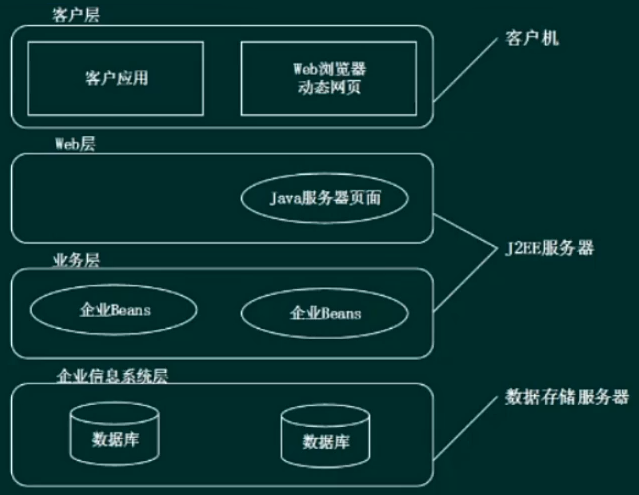 客户层
客户应用
Web浏览器
动态网页
客户机
Web层
Java服务器页面
J2EE服务器
业务层
企业Beans
企业Beans
企业信息系统层
数据库
数据库
数据存储服务器